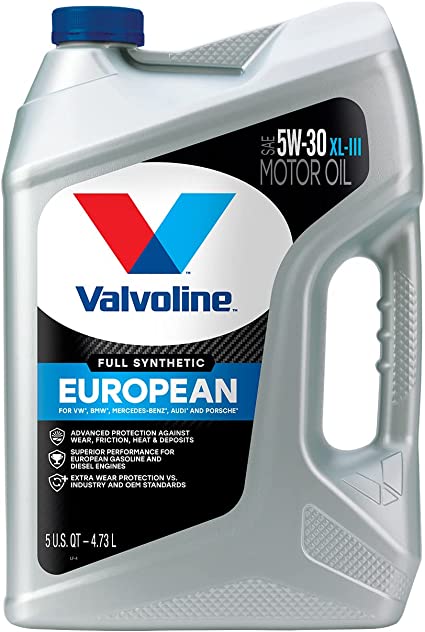 SAE 5W-30 XL-III
MOTOR OIL
Valvoline™
FULL SYNTHETIC
EUROPEAN
FOR VW*, BMW*, MERCEDES-BENZ*, AUDI* AND PORSCHE*
ADVANCED PROTECTION AGAINST
WEAR, FRICTION, HEAT & DEPOSITS
SUPERIOR PERFORMANCE FOR
EUROPEAN GASOLINE AND
DIESEL ENGINES
EXTRA WEAR PROTECTION VS.
INDUSTRY AND OEM STANDARDS
5 U.S. QT – 4.73 L